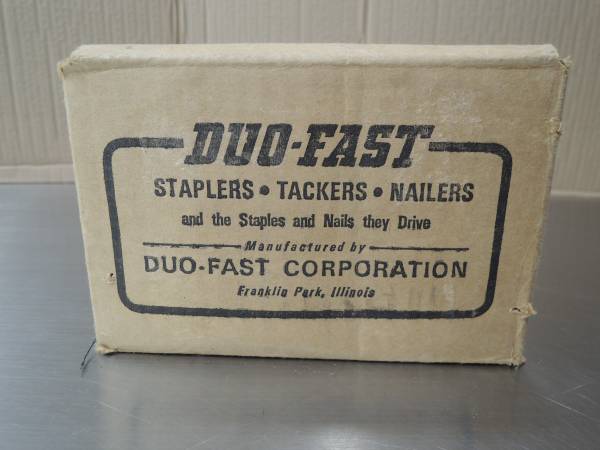 DUO-FAST
STAPLERS • TACKERS • NAILERS
and the Staples and Nails they Drive
Manufactured by
DUO-FAST CORPORATION
Franklin Park, Illinois